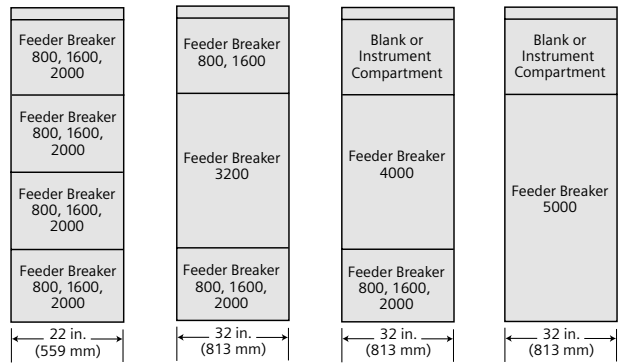 Feeder Breaker
800, 1600,
2000
Feeder Breaker
800, 1600,
2000
Feeder Breaker
800, 1600,
2000
Feeder Breaker
800, 1600,
2000
22 in.
(559 mm)
Feeder Breaker
800, 1600
Feeder Breaker
3200
Feeder Breaker
800, 1600,
2000
32 in.
(813 mm)
Blank or
Instrument
Compartment
Feeder Breaker
4000
Feeder Breaker
800, 1600,
2000
32 in.
(813 mm)
Blank or
Instrument
Compartment
Feeder Breaker
5000
32 in.
(813 mm)